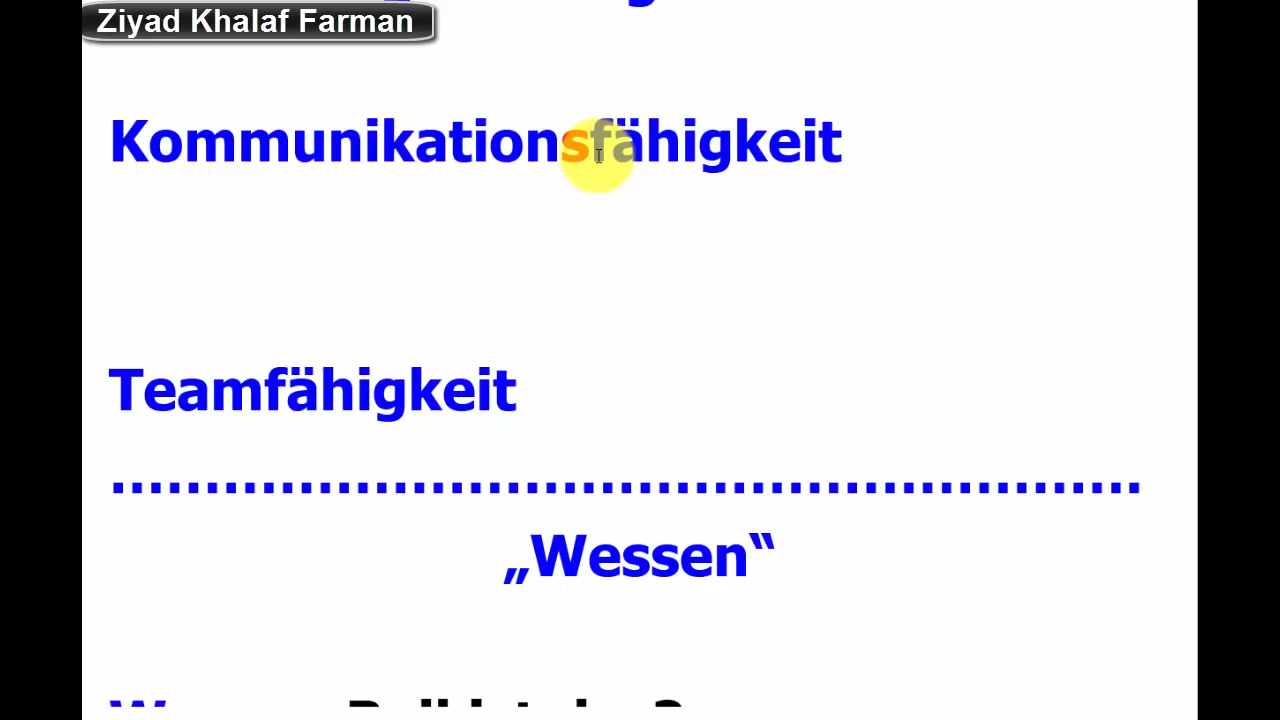 Ziyad Khalaf Farman
Kommunikationsfähigkeit
Teamfähigkeit
.............................................
„Wessen“